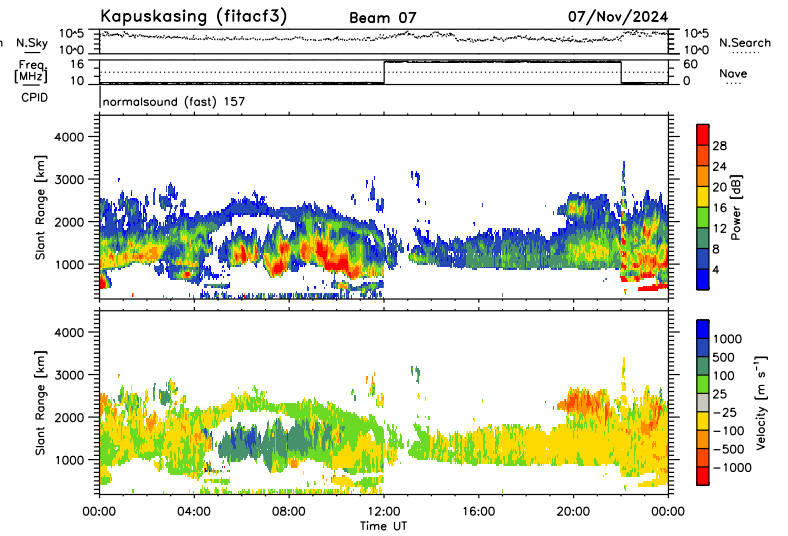 Kapuskasing (fitacf3) Beam 07 07/Nov/2024
n N.Sky 10^5 10^0 10^5 10^0 N.Search
Freq. [MHz] 16 10 60 0 Nave
CPID normalsound (fast) 157
Slant Range [km] 4000 3000 2000 1000
28 24 20 16 12 8 4 Power [dB]
Slant Range [km] 4000 3000 2000 1000
1000 500 100 25 -25 -100 -500 -1000 Velocity [m s⁻¹]
00:00 04:00 08:00 12:00 16:00 20:00 00:00
Time UT